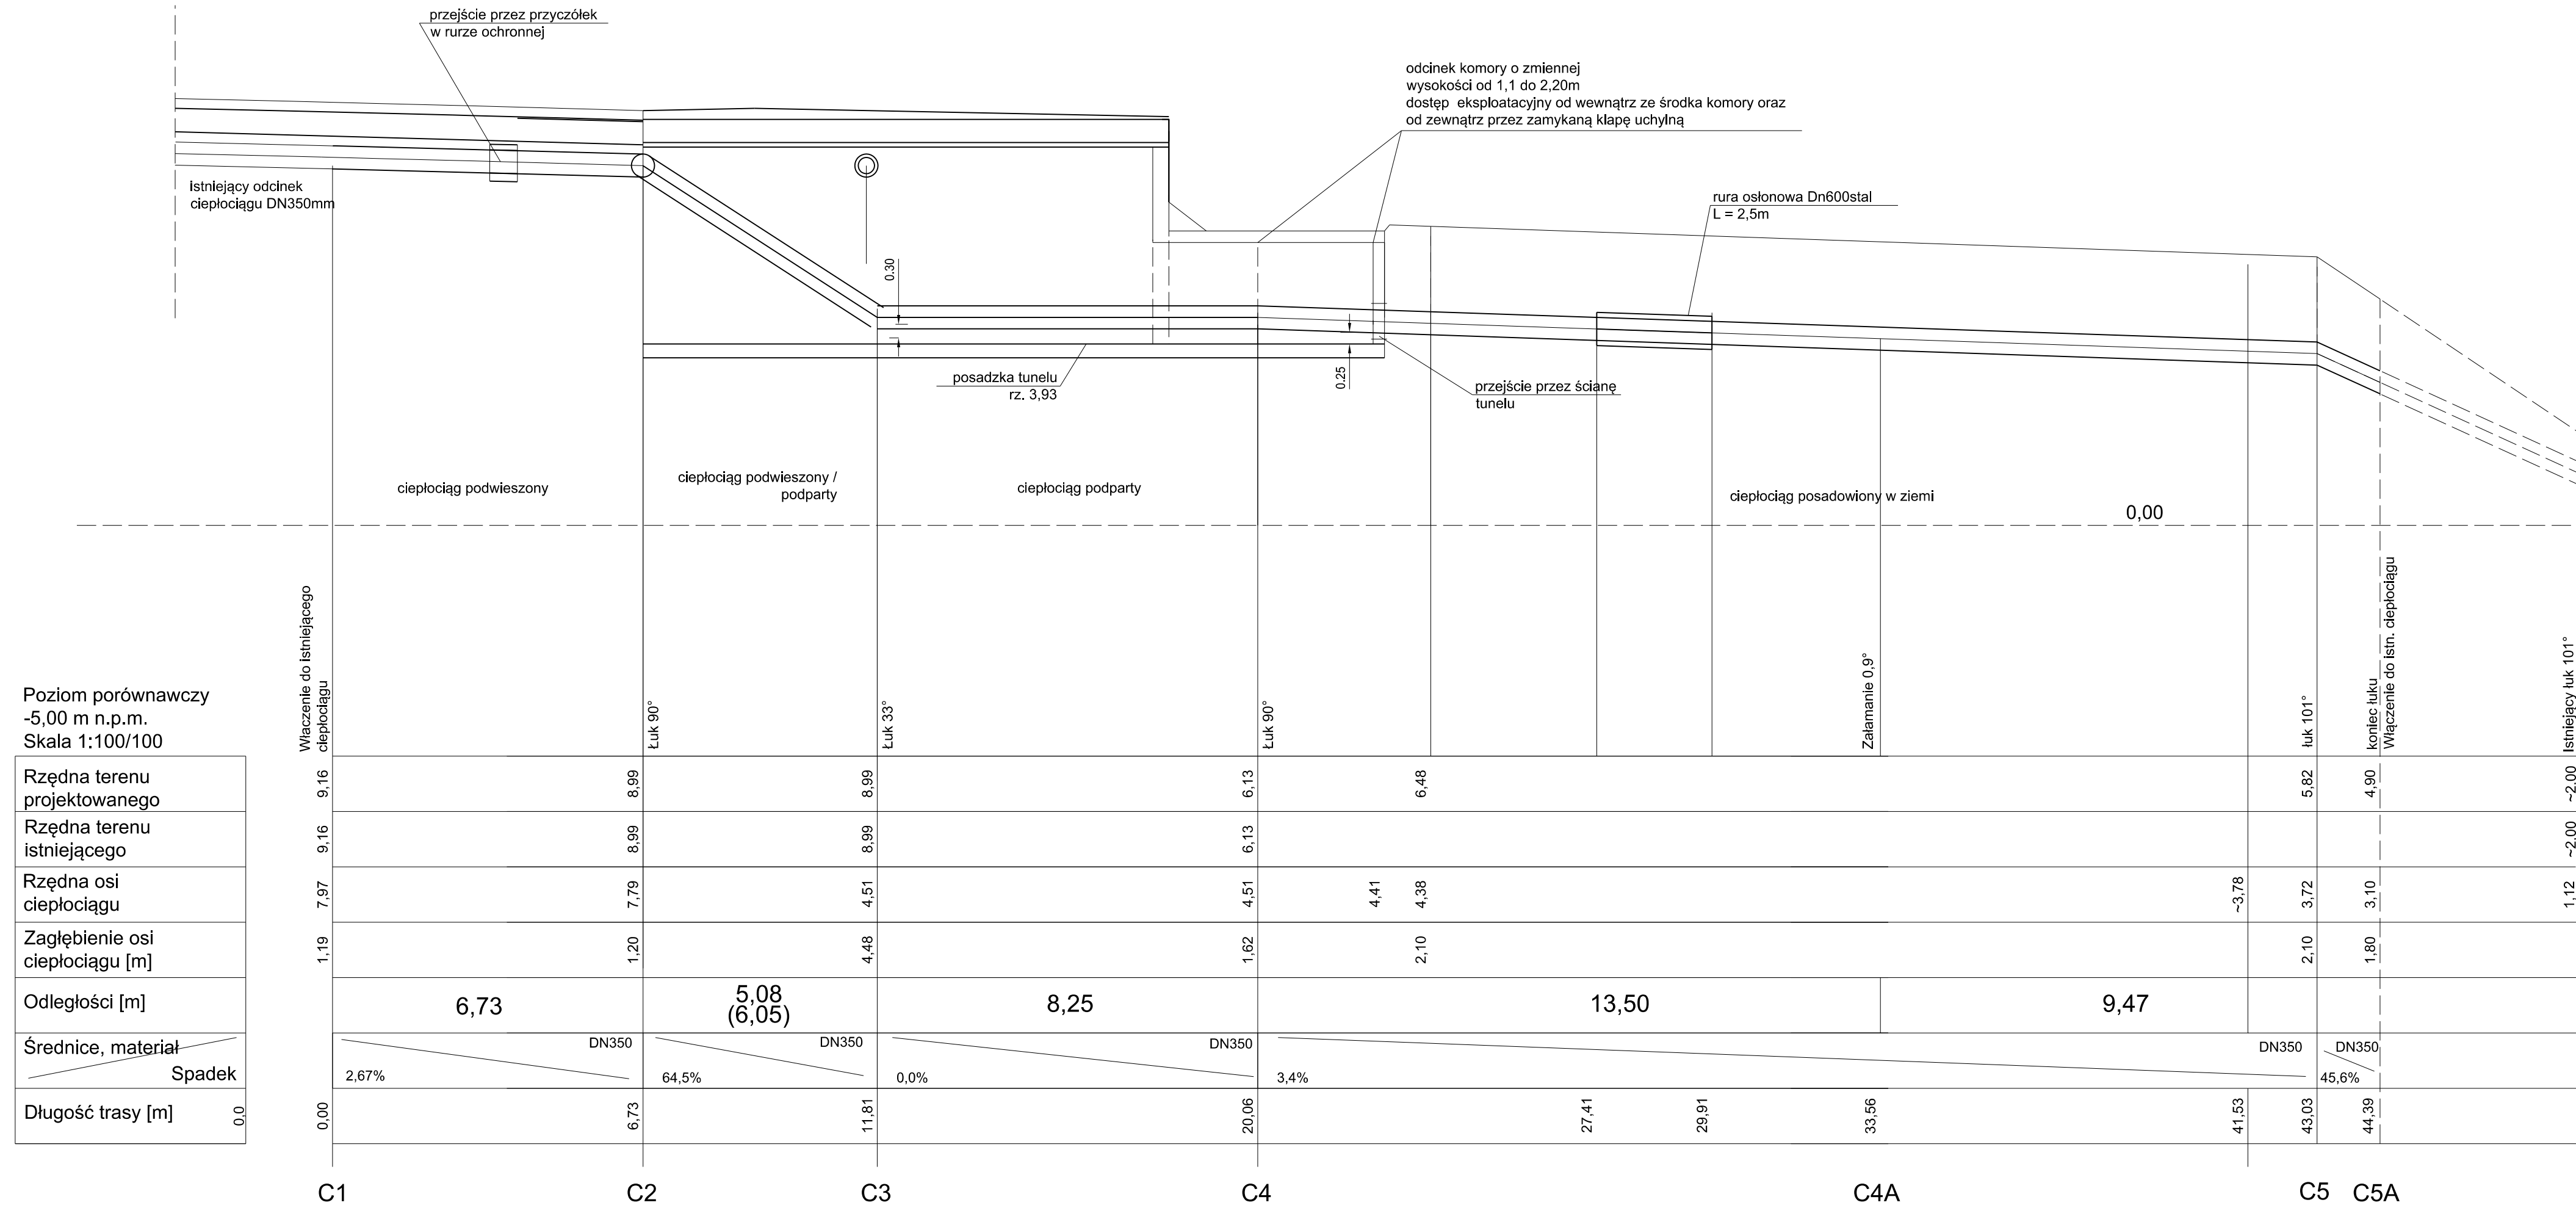 przejście przez przyczółek
w rurze ochronnej
odcinek komory o zmiennej
wysokości od 1,1 do 2,20m
dostęp eksploatacyjny od wewnątrz ze środka komory oraz
od zewnątrz przez zamykaną klapę uchylną
istniejący odcinek
ciepłociągu DN350mm
rura osłonowa Dn600stal
L = 2,5m
0.30
0.25
posadzka tunelu
rz. 3,93
przejście przez ścianę
tunelu
ciepłociąg podwieszony
ciepłociąg podwieszony /
podparty
ciepłociąg podparty
ciepłociąg posadowiony w ziemi
0,00
Właczenie do istniejącego
ciepłociągu
Łuk 90°
Łuk 33°
Łuk 90°
Załamanie 0,9°
łuk 101°
koniec łuku
Włączenie do istn. ciepłociągu
Istniejący łuk 101°
Poziom porównawczy
-5,00 m n.p.m.
Skala 1:100/100
Rzędna terenu
projektowanego
9,16 8,99 8,99 6,13 6,48 5,82 4,90 ~2,00
Rzędna terenu
istniejącego
9,16 8,99 8,99 6,13 ~2,00
Rzędna osi
ciepłociągu
7,97 7,79 4,51 4,51 4,41 4,38 ~3,78 3,72 3,10 1,12
Zagłębienie osi
ciepłociągu [m]
1,19 1,20 4,48 1,62 2,10 2,10 1,80
Odległości [m]
6,73 5,08 8,25 13,50 9,47
(6,05)
Średnice, materiał
DN350 DN350 DN350 DN350 DN350
Spadek
2,67% 64,5% 0,0% 3,4% 45,6%
Długość trasy [m]
0,0 0,00 6,73 11,81 20,06 27,41 29,91 33,56 41,53 43,03 44,39
C1 C2 C3 C4 C4A C5 C5A